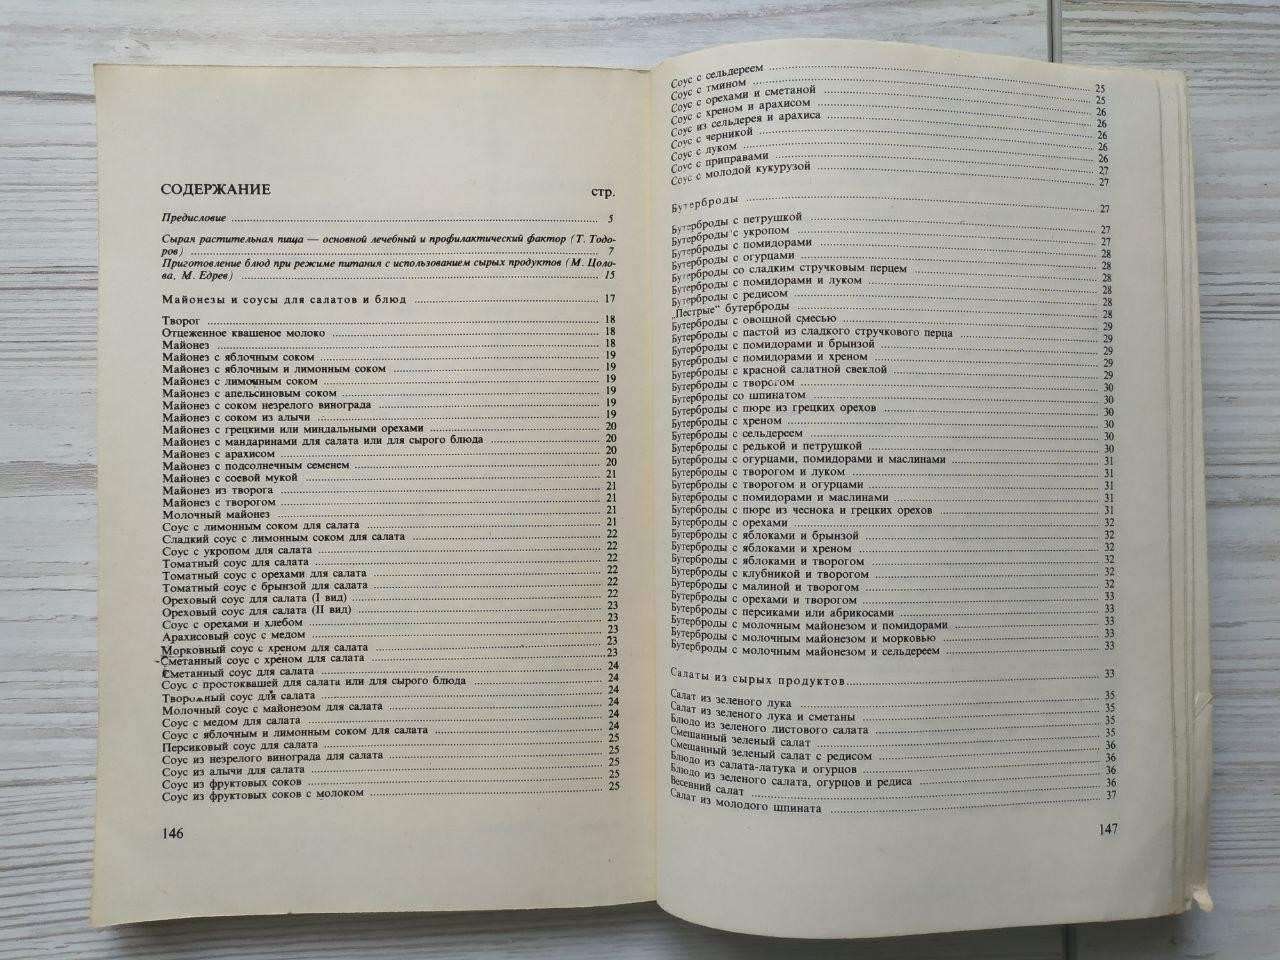 СОДЕРЖАНИЕ стр.
Предисловие 5
Сырая растительная пища — основной лечебный и профилактический фактор (Т. Тодо-
ров) 7
Приготовление блюд при режиме питания с использованием сырых продуктов (М. Цоло-
ва, М. Едрев) 15
Майонезы и соусы для салатов и блюд 17
Творог 18
Отцеженное квашеное молоко 18
Майонез 18
Майонез с яблочным соком 19
Майонез с яблочным и лимонным соком 19
Майонез с лимонным соком 19
Майонез с апельсиновым соком 19
Майонез с соком незрелого винограда 19
Майонез с соком из алычи 19
Майонез с грецкими или миндальными орехами 20
Майонез с мандаринами для салата или для сырого блюда 20
Майонез с арахисом 20
Майонез с подсолнечным семенем 20
Майонез с соевой мукой 21
Майонез из творога 21
Майонез с творогом 21
Молочный майонез 21
Соус с лимонным соком для салата 21
Сладкий соус с лимонным соком для салата 22
Соус с укропом для салата 22
Томатный соус для салата 22
Томатный соус с орехами для салата 22
Томатный соус с брынзой для салата 22
Ореховый соус для салата (I вид) 22
Ореховый соус для салата (II вид) 23
Соус с орехами и хлебом 23
Арахисовый соус с медом 23
Морковный соус с хреном для салата 23
Сметанный соус с хреном для салата 23
Сметанный соус для салата 24
Соус с простоквашей для салата или для сырого блюда 24
Творожный соус для салата 24
Молочный соус с майонезом для салата 24
Соус с медом для салата 24
Соус с яблочным и лимонным соком для салата 24
Персиковый соус для салата 25
Соус из незрелого винограда для салата 25
Соус из алычи для салата 25
Соус из фруктовых соков 25
Соус из фруктовых соков с молоком 25
146
Соус с сельдереем 25
Соус с тмином 25
Соус с орехами и сметаной 26
Соус с хреном и арахисом 26
Соус из сельдерея и арахиса 26
Соус с черникой 26
Соус с луком 26
Соус с приправами 27
Соус с молодой кукурузой 27
Бутерброды 27
Бутерброды с петрушкой 27
Бутерброды с укропом 27
Бутерброды с помидорами 28
Бутерброды с огурцами 28
Бутерброды со сладким стручковым перцем 28
Бутерброды с помидорами и луком 28
Бутерброды с редисом 28
„Пестрые“ бутерброды 28
Бутерброды с овощной смесью 29
Бутерброды с пастой из сладкого стручкового перца 29
Бутерброды с помидорами и брынзой 29
Бутерброды с помидорами и хреном 29
Бутерброды с красной салатной свеклой 29
Бутерброды с творогом 30
Бутерброды со шпинатом 30
Бутерброды с пюре из грецких орехов 30
Бутерброды с хреном 30
Бутерброды с сельдереем 30
Бутерброды с редькой и петрушкой 30
Бутерброды с огурцами, помидорами и маслинами 31
Бутерброды с творогом и луком 31
Бутерброды с творогом и огурцами 31
Бутерброды с помидорами и маслинами 31
Бутерброды с пюре из чеснока и грецких орехов 31
Бутерброды с орехами 32
Бутерброды с яблоками и брынзой 32
Бутерброды с яблоками и хреном 32
Бутерброды с яблоками и творогом 32
Бутерброды с клубникой и творогом 32
Бутерброды с малиной и творогом 32
Бутерброды с орехами и творогом 33
Бутерброды с персиками или абрикосами 33
Бутерброды с молочным майонезом и помидорами 33
Бутерброды с молочным майонезом и морковью 33
Бутерброды с молочным майонезом и сельдереем 33
Салаты из сырых продуктов 33
Салат из зеленого лука 35
Салат из зеленого лука и сметаны 35
Блюдо из зеленого листового салата 35
Смешанный зеленый салат 35
Смешанный зеленый салат с редисом 36
Блюдо из салата-латука и огурцов 36
Блюдо из зеленого салата, огурцов и редиса 36
Весенний салат 36
Салат из молодого шпината 37
147